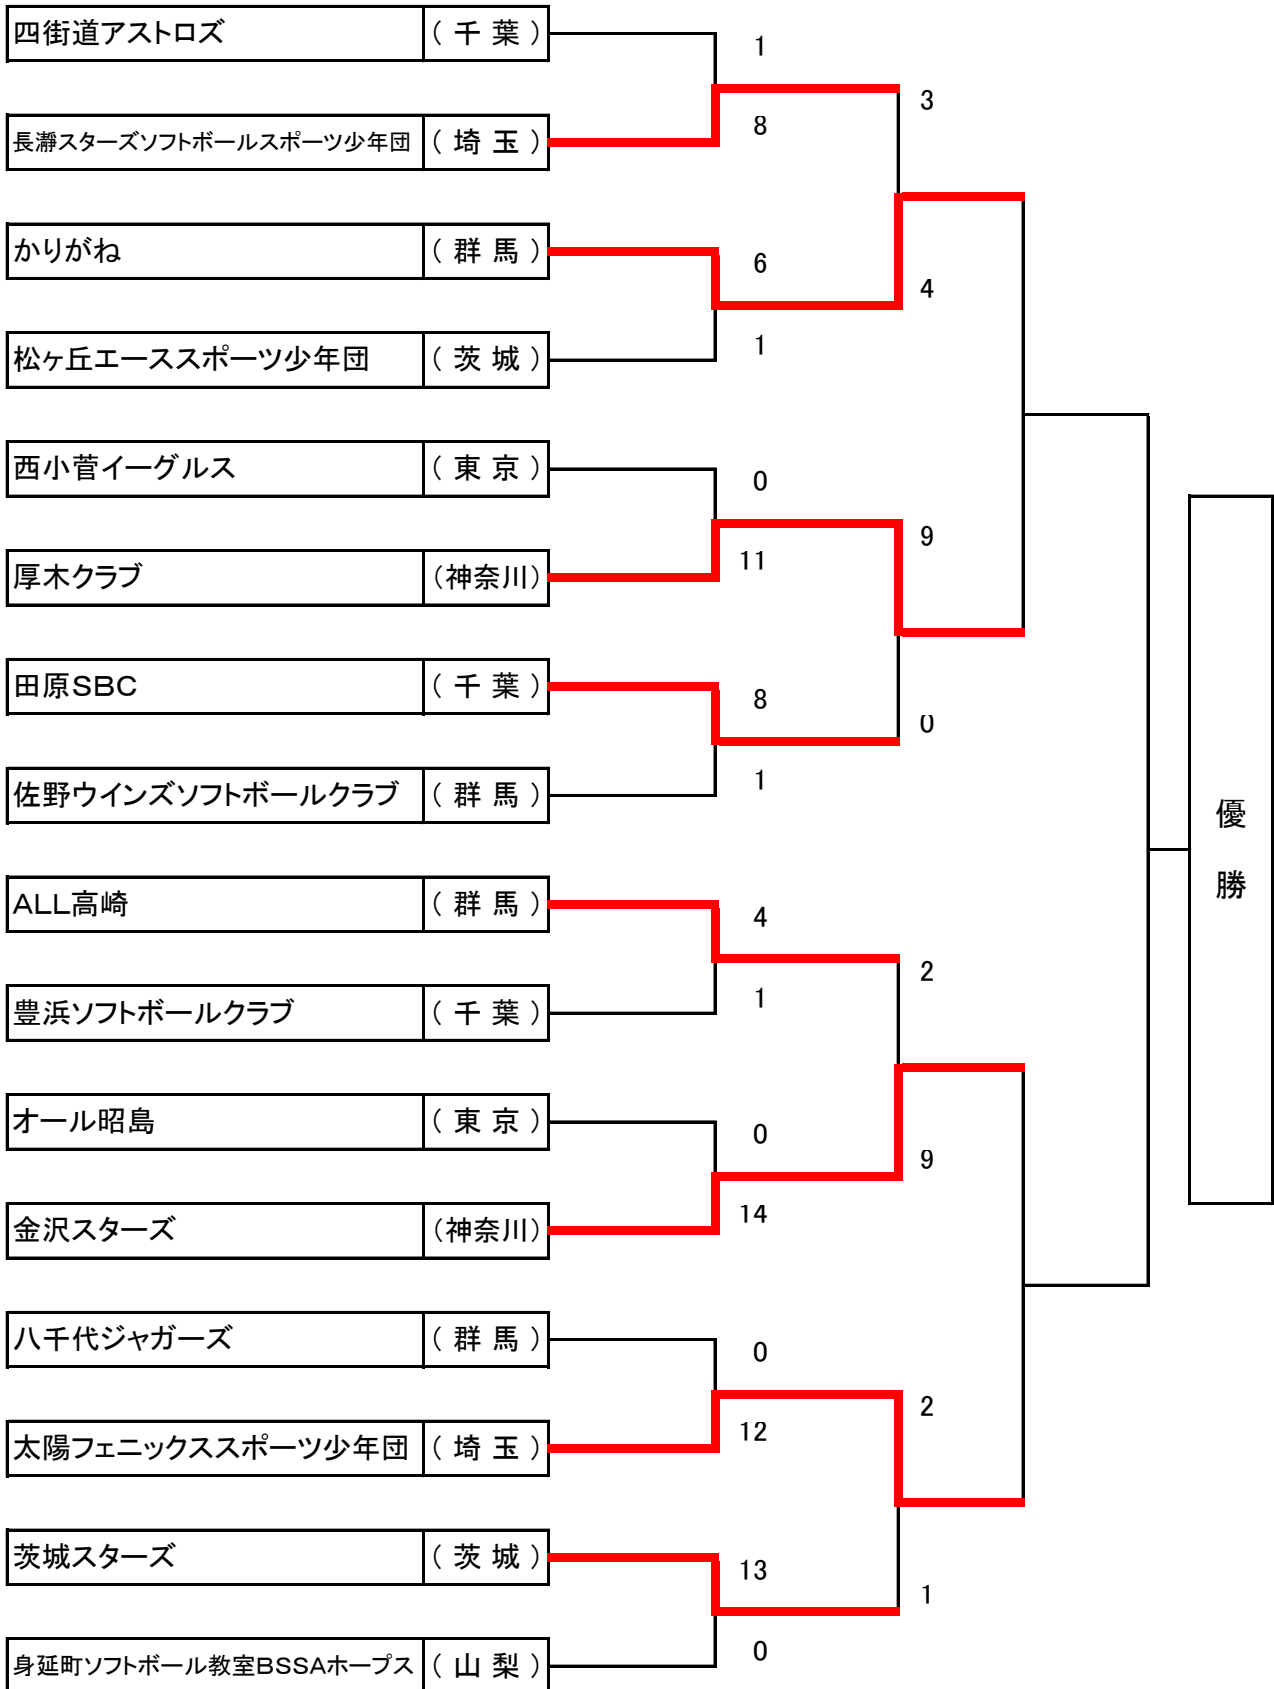 四街道アストロズ (千葉) 1
3
長瀞スターズソフトボールスポーツ少年団 (埼玉) 8
かりがね (群馬) 6
4
松ヶ丘エーススポーツ少年団 (茨城) 1
西小菅イーグルス (東京) 0
9
厚木クラブ (神奈川) 11
田原SBC (千葉) 8
0
佐野ウインズソフトボールクラブ (群馬) 1
優
勝
ALL高崎 (群馬) 4
2
豊浜ソフトボールクラブ (千葉) 1
オール昭島 (東京) 0
9
金沢スターズ (神奈川) 14
八千代ジャガーズ (群馬) 0
2
太陽フェニックススポーツ少年団 (埼玉) 12
茨城スターズ (茨城) 13
1
身延町ソフトボール教室BSSAホープス (山梨) 0